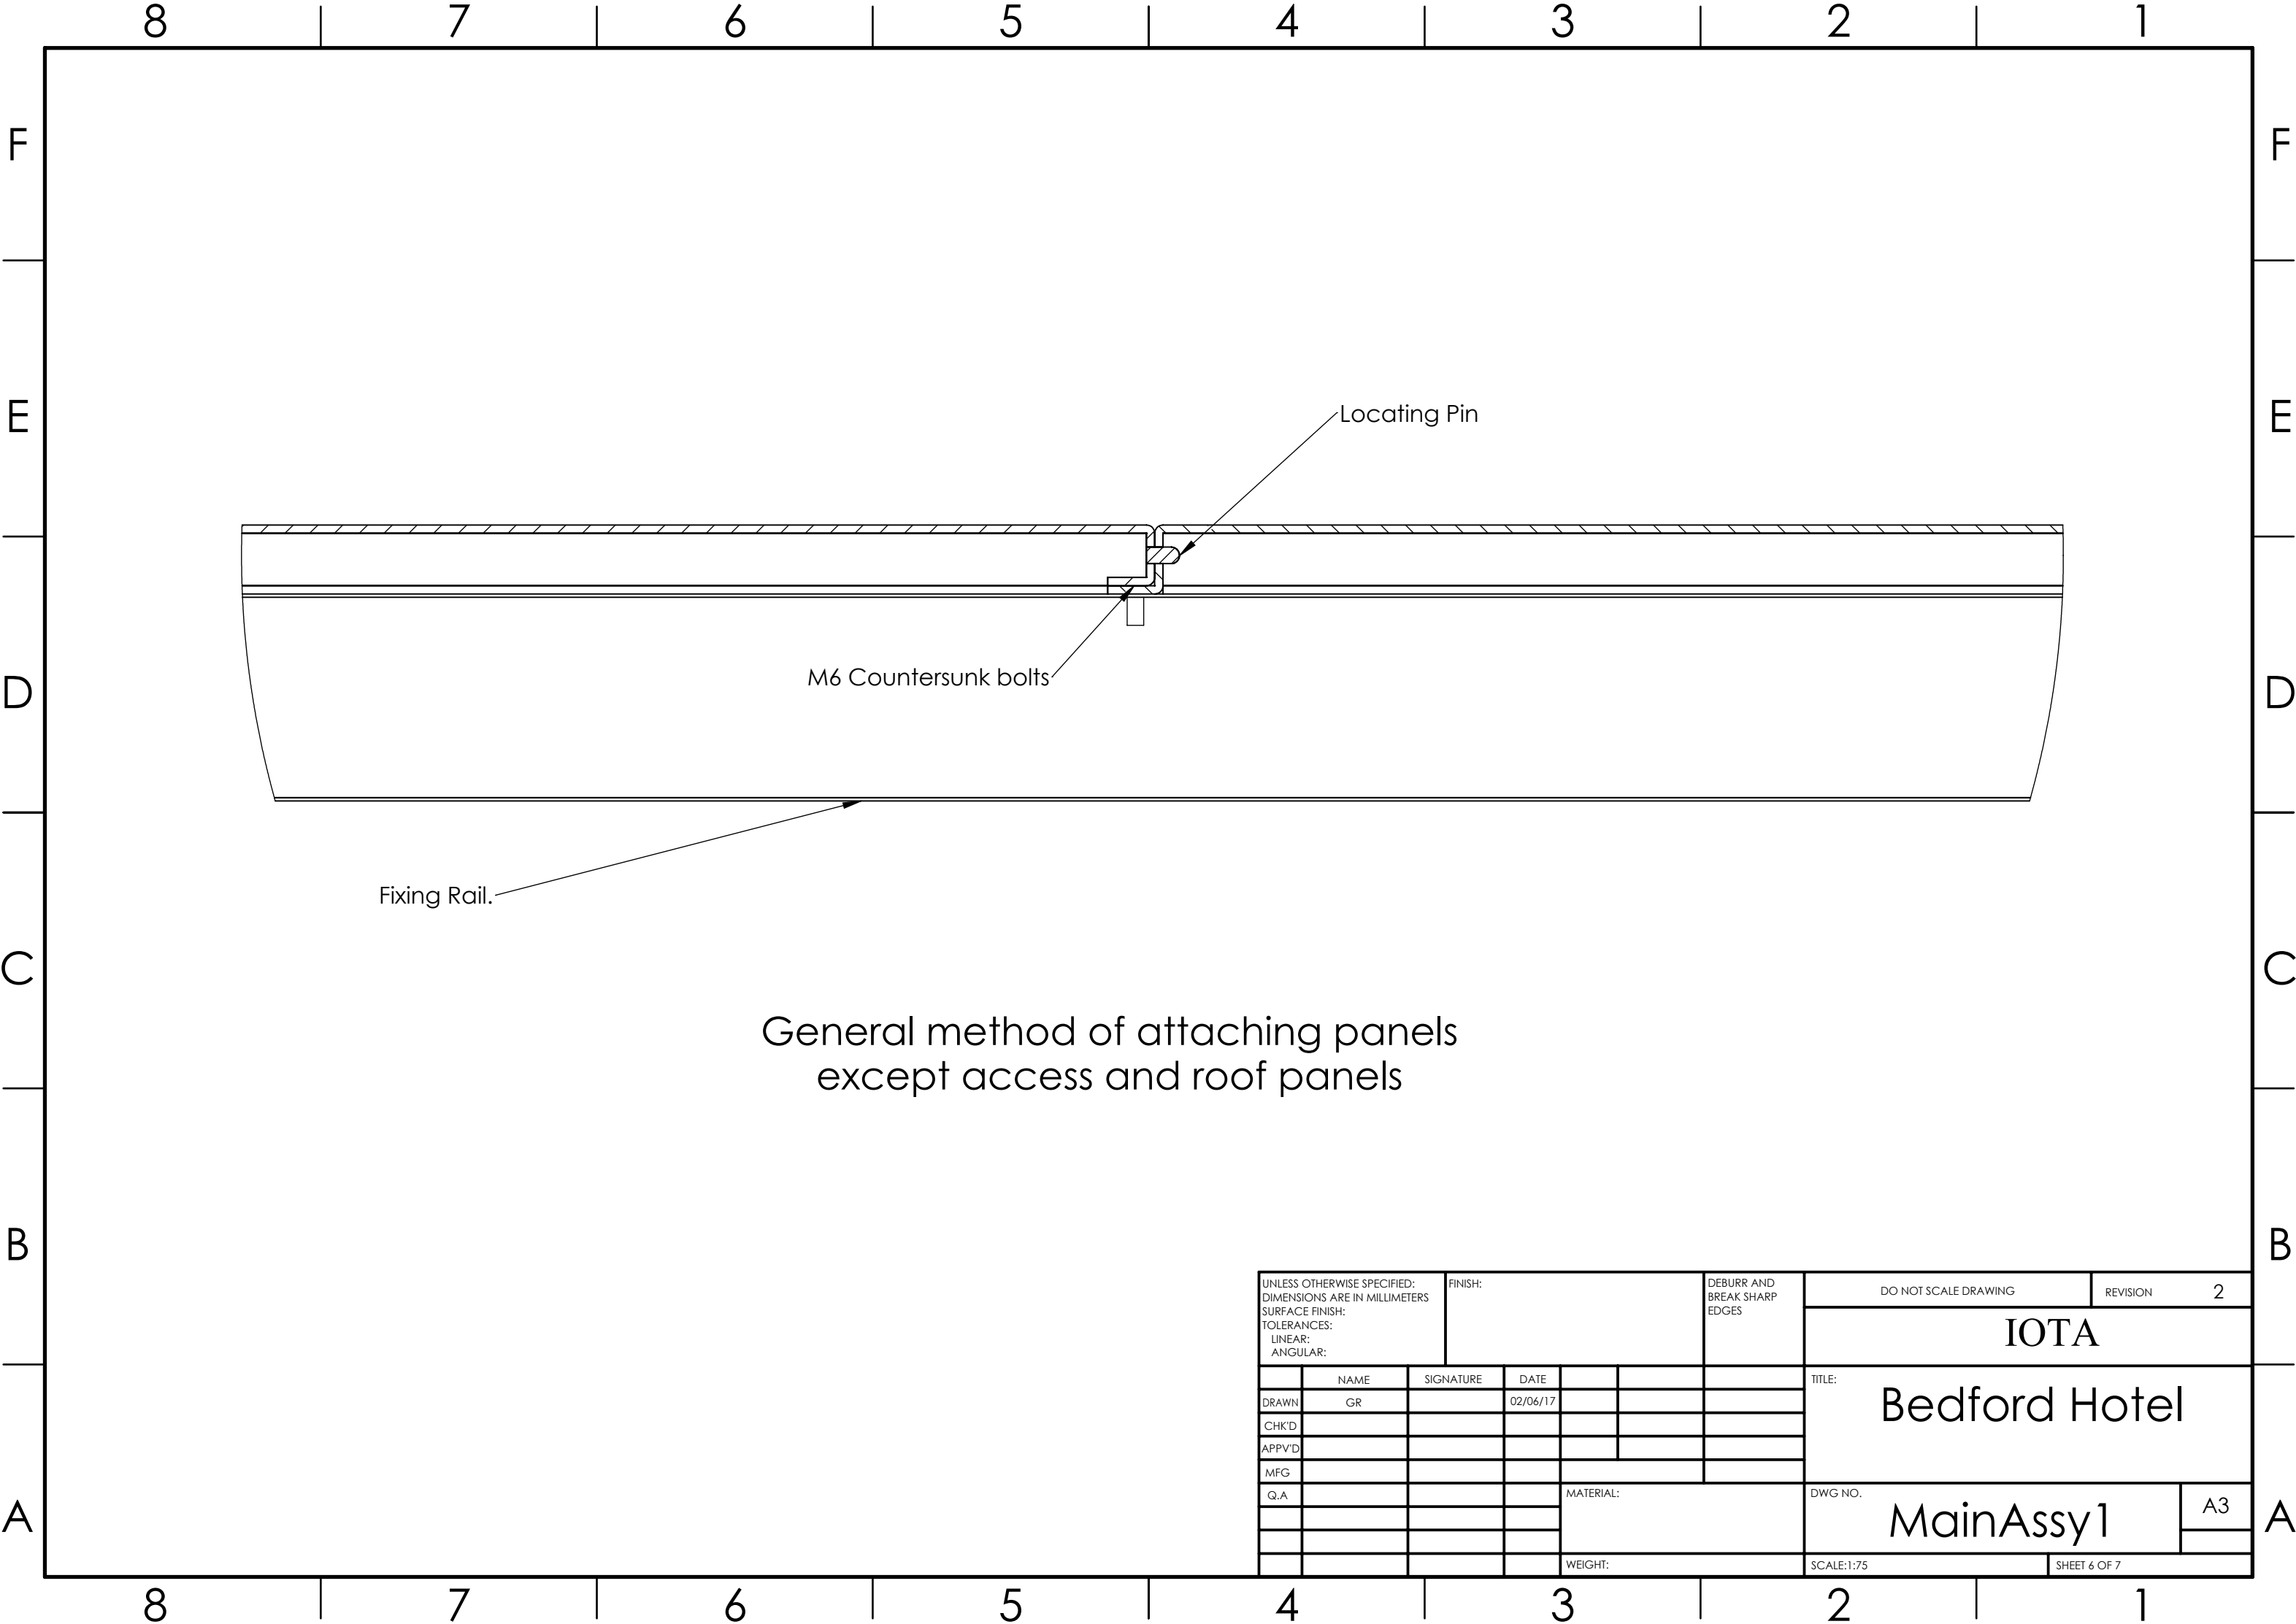 8 7 6 5 4 3 2 1
F F
E E
Locating Pin
D D
M6 Countersunk bolts
Fixing Rail.
C C
General method of attaching panels
except access and roof panels
B B
UNLESS OTHERWISE SPECIFIED:
DIMENSIONS ARE IN MILLIMETERS
SURFACE FINISH:
TOLERANCES:
LINEAR:
ANGULAR:
FINISH:
DEBURR AND
BREAK SHARP
EDGES
DO NOT SCALE DRAWING
REVISION 2
IOTA
NAME SIGNATURE DATE
DRAWN GR 02/06/17
CHK'D
APPV'D
MFG
Q.A
TITLE:
Bedford Hotel
MATERIAL:
DWG NO.
MainAssy1
A3
A A
WEIGHT:
SCALE:1:75
SHEET 6 OF 7
8 7 6 5 4 3 2 1